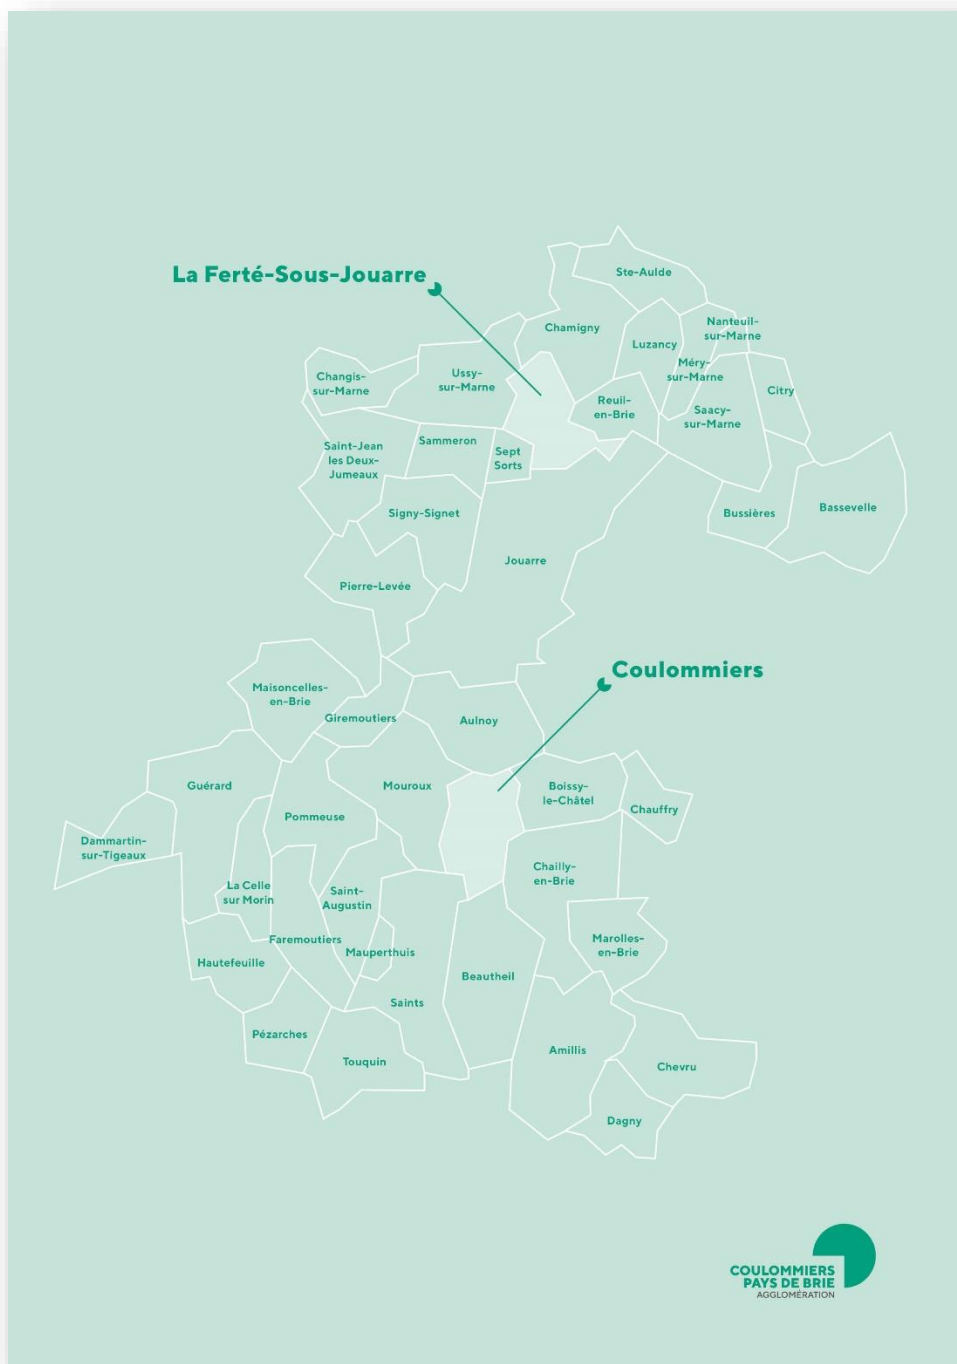 La Ferté-Sous-Jouarre
Ste-Aulde
Chamigny
Nanteuil-
sur-Marne
Luzancy
Méry-
sur-Marne
Changis-
sur-Marne
Ussy-
sur-Marne
Citry
Reuil-
en-Brie
Saacy-
sur-Marne
Saint-Jean
les Deux-
Jumeaux
Sammeron
Sept
Sorts
Signy-Signet
Bussières
Bassevelle
Jouarre
Pierre-Levée
Coulommiers
Maisoncelles-
en-Brie
Giremoutiers
Aulnoy
Guérard
Mouroux
Boissy-
le-Châtel
Chauffry
Pommeuse
Dammartin-
sur-Tigeaux
Chailly-
en-Brie
La Celle
sur Morin
Saint-
Augustin
Faremoutiers
Mauperthuis
Marolles-
en-Brie
Hautefeuille
Beautheil
Saints
Pézarches
Touquin
Amillis
Chevru
Dagny
COULOMMIERS
PAYS DE BRIE
AGGLOMÉRATION